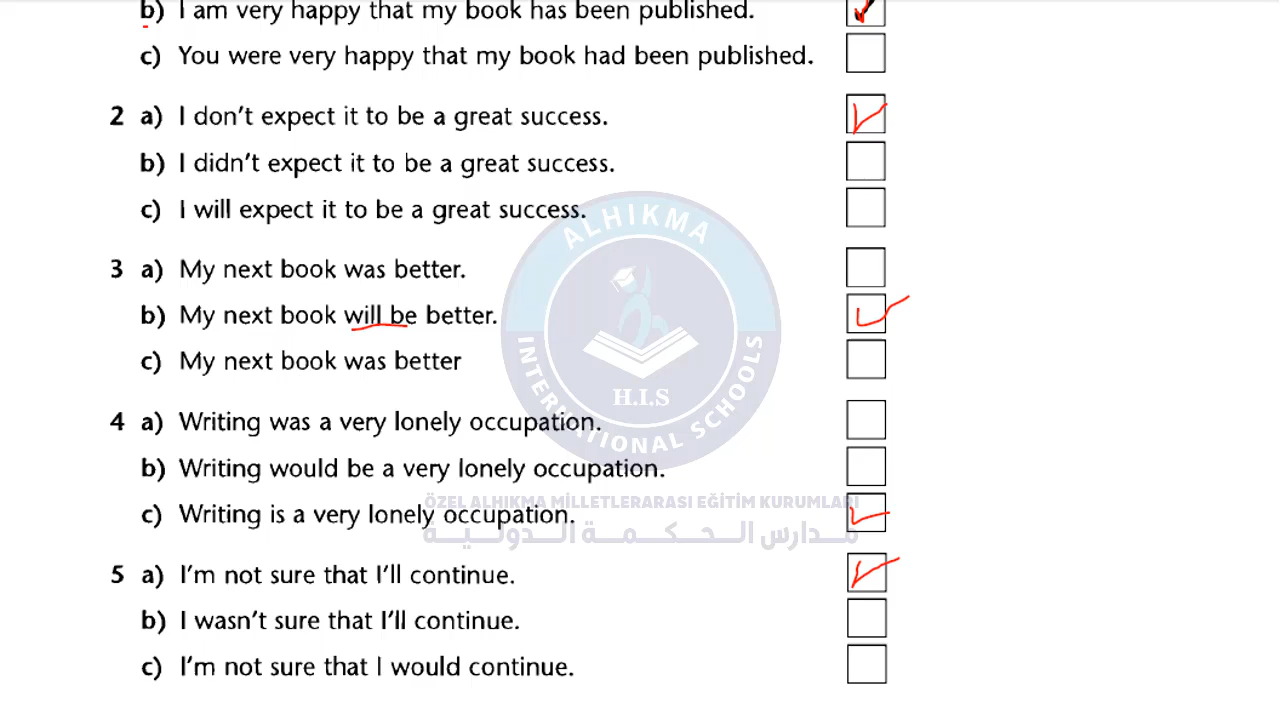 b) I am very happy that my book has been published.
c) You were very happy that my book had been published.
2 a) I don't expect it to be a great success.
b) I didn't expect it to be a great success.
c) I will expect it to be a great success.
3 a) My next book was better.
b) My next book will be better.
c) My next book was better
4 a) Writing was a very lonely occupation.
b) Writing would be a very lonely occupation.
c) Writing is a very lonely occupation.
5 a) I'm not sure that I'll continue.
b) I wasn't sure that I'll continue.
c) I'm not sure that I would continue.
ALHIKMA
INTERNATIONAL SCHOOLS
H.I.S
ÖZEL ALHIKMA MİLLETLERARASI EĞİTİM KURUMLARI
مدارس الحكمة الدولية